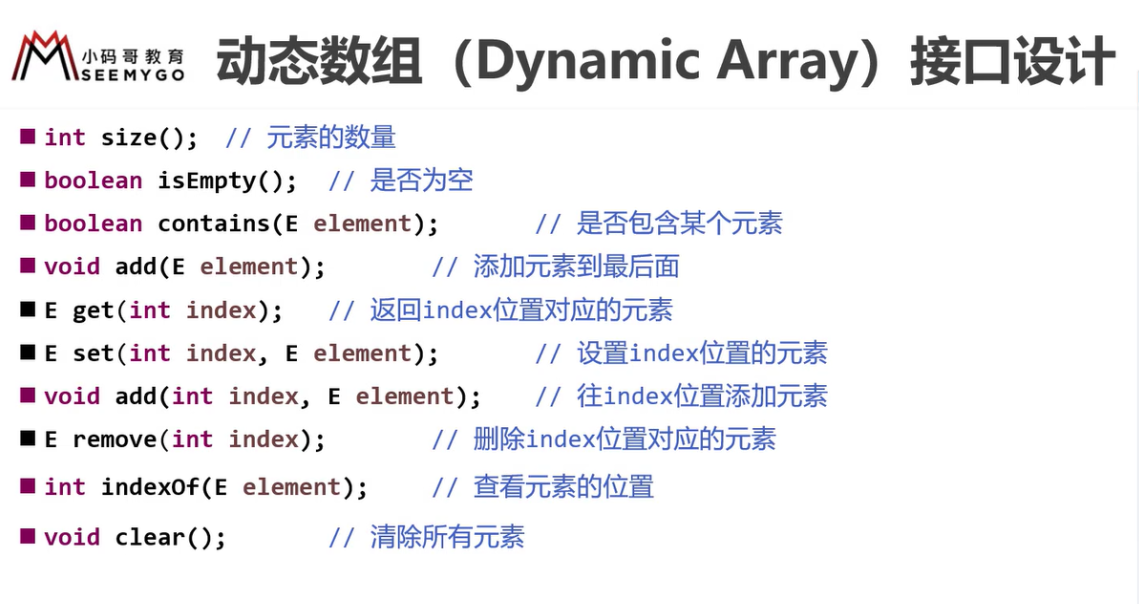 小码哥教育
SEEMYGO
动态数组（Dynamic Array）接口设计
int size(); // 元素的数量
boolean isEmpty(); // 是否为空
boolean contains(E element); // 是否包含某个元素
void add(E element); // 添加元素到最后面
E get(int index); // 返回index位置对应的元素
E set(int index, E element); // 设置index位置的元素
void add(int index, E element); // 往index位置添加元素
E remove(int index); // 删除index位置对应的元素
int indexOf(E element); // 查看元素的位置
void clear(); // 清除所有元素